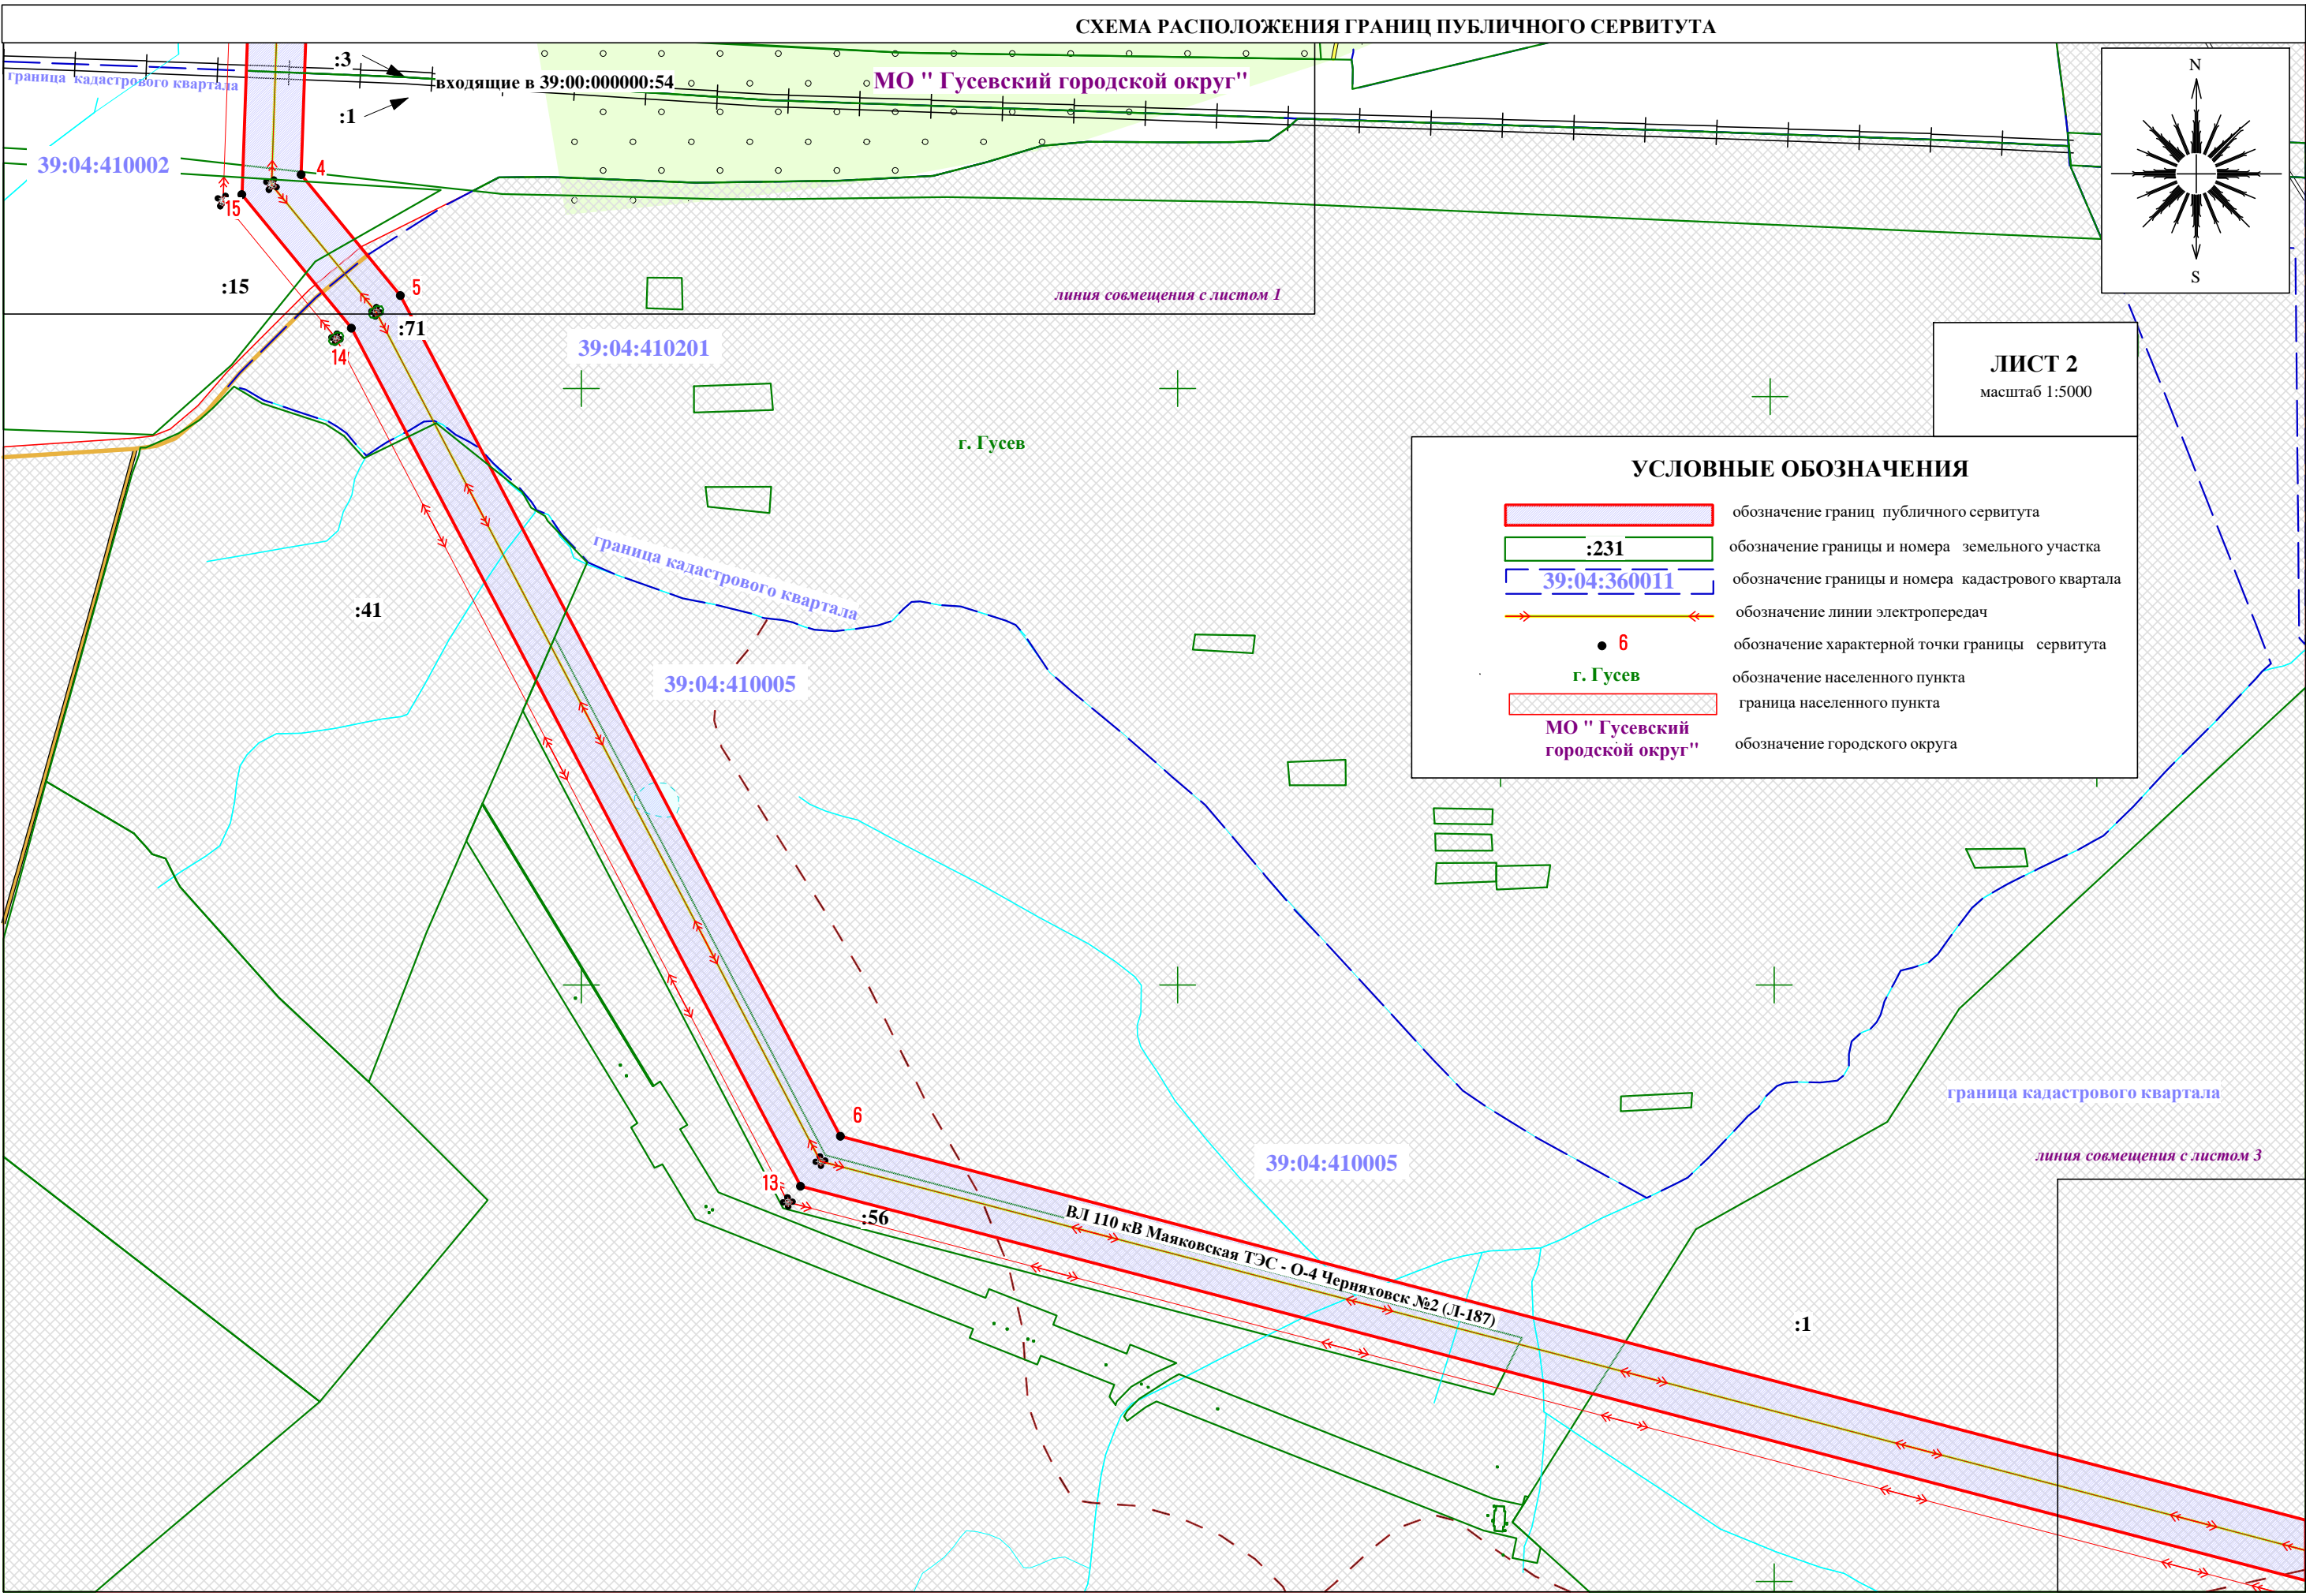 СХЕМА РАСПОЛОЖЕНИЯ ГРАНИЦ ПУБЛИЧНОГО СЕРВИТУТА
:3
граница кадастрового квартала
входящие в 39:00:000000:54
МО " Гусевский городской округ"
:1
N
S
39:04:410002
4
15
:15
5
линия совмещения с листом 1
:71
14
39:04:410201
ЛИСТ 2
масштаб 1:5000
г. Гусев
УСЛОВНЫЕ ОБОЗНАЧЕНИЯ
обозначение границ публичного сервитута
:231
обозначение границы и номера земельного участка
39:04:360011
обозначение границы и номера кадастрового квартала
обозначение линии электропередач
6
обозначение характерной точки границы сервитута
г. Гусев
обозначение населенного пункта
граница населенного пункта
МО " Гусевский
городской округ"
обозначение городского округа
граница кадастрового квартала
:41
39:04:410005
граница кадастрового квартала
6
39:04:410005
линия совмещения с листом 3
13
:56
ВЛ 110 кВ Маяковская ТЭС - О-4 Черняховск №2 (Л-187)
:1